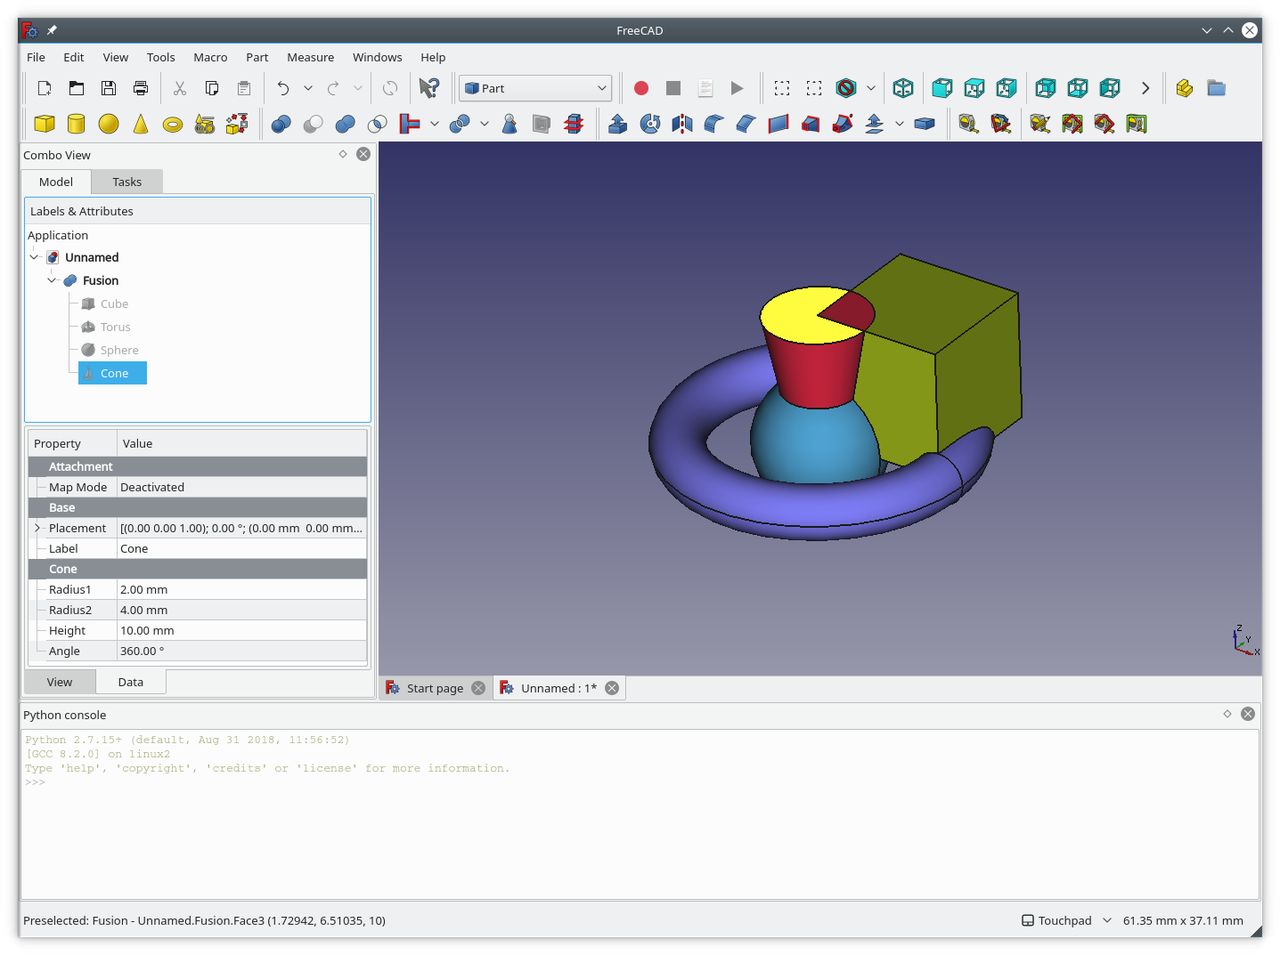 FreeCAD
File Edit View Tools Macro Part Measure Windows Help
Part
Combo View
Model Tasks
Labels & Attributes
Application
Unnamed
Fusion
Cube
Torus
Sphere
Cone
Property Value
Attachment
Map Mode Deactivated
Base
Placement [(0.00 0.00 1.00); 0.00 °; (0.00 mm 0.00 mm...
Label Cone
Cone
Radius1 2.00 mm
Radius2 4.00 mm
Height 10.00 mm
Angle 360.00 °
View Data
Z
Y
X
Start page Unnamed : 1*
Python console
Python 2.7.15+ (default, Aug 31 2018, 11:56:52)
[GCC 8.2.0] on linux2
Type 'help', 'copyright', 'credits' or 'license' for more information.
>>>
Preselected: Fusion - Unnamed.Fusion.Face3 (1.72942, 6.51035, 10) Touchpad 61.35 mm x 37.11 mm